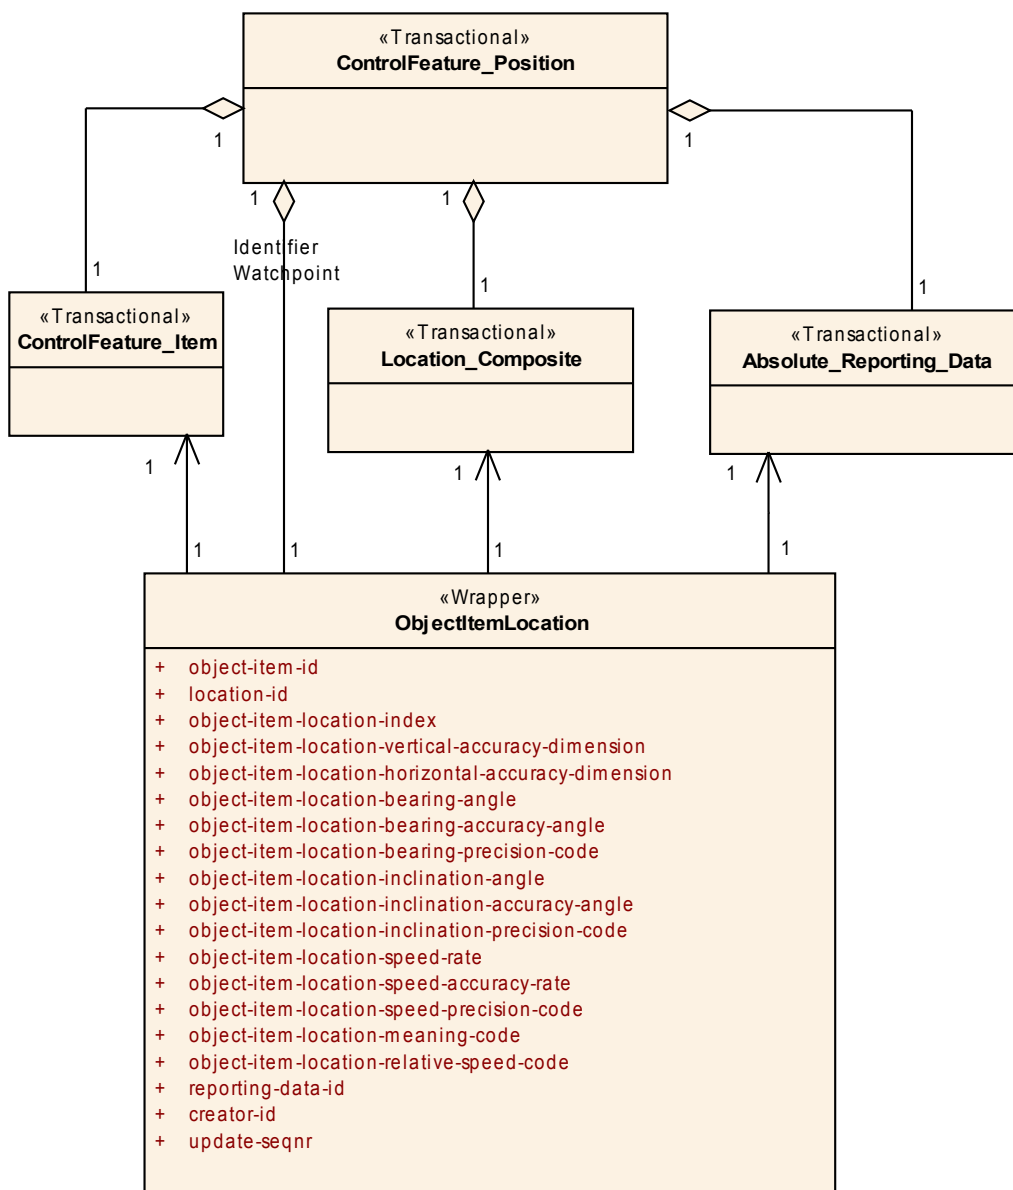 «Transactional»
ControlFeature_Position
1
1
1
1
Identifier
Watchpoint
1
1
1
«Transactional»
ControlFeature_Item
«Transactional»
Location_Composite
«Transactional»
Absolute_Reporting_Data
1
1
1
1
1
1
1
«Wrapper»
ObjectItemLocation
+ object-item-id
+ location-id
+ object-item-location-index
+ object-item-location-vertical-accuracy-dimension
+ object-item-location-horizontal-accuracy-dimension
+ object-item-location-bearing-angle
+ object-item-location-bearing-accuracy-angle
+ object-item-location-bearing-precision-code
+ object-item-location-inclination-angle
+ object-item-location-inclination-accuracy-angle
+ object-item-location-inclination-precision-code
+ object-item-location-speed-rate
+ object-item-location-speed-accuracy-rate
+ object-item-location-speed-precision-code
+ object-item-location-meaning-code
+ object-item-location-relative-speed-code
+ reporting-data-id
+ creator-id
+ update-seqnr